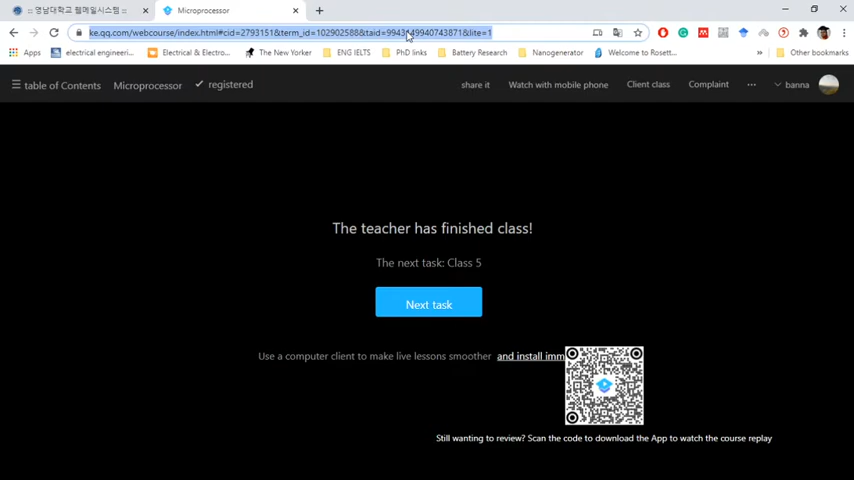 :: 영남대학교 웹메일시스템 ::
Microprocessor
ke.qq.com/webcourse/index.html#cid=2793151&term_id=102902588&taid=99434 9940743871&lite=1
Apps
electrical engineeri...
Electrical & Electro...
The New Yorker
ENG IELTS
PhD links
Battery Research
Nanogenerator
Welcome to Rosett...
»
Other bookmarks
table of Contents
Microprocessor
registered
share it
Watch with mobile phone
Client class
Complaint
...
banna
The teacher has finished class!
The next task: Class 5
Next task
Use a computer client to make live lessons smoother and install imm
Still wanting to review? Scan the code to download the App to watch the course replay